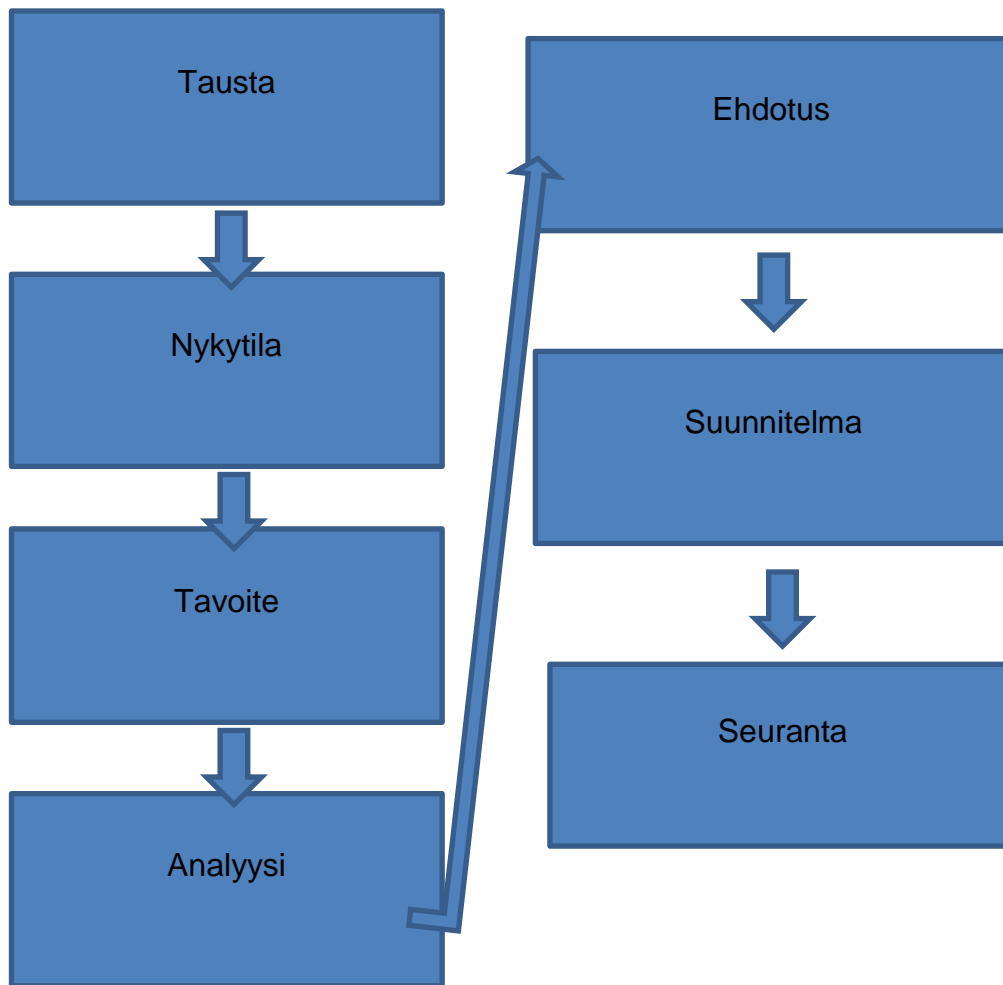 Tausta
Nykytila
Tavoite
Analyysi
Ehdotus
Suunnitelma
Seuranta